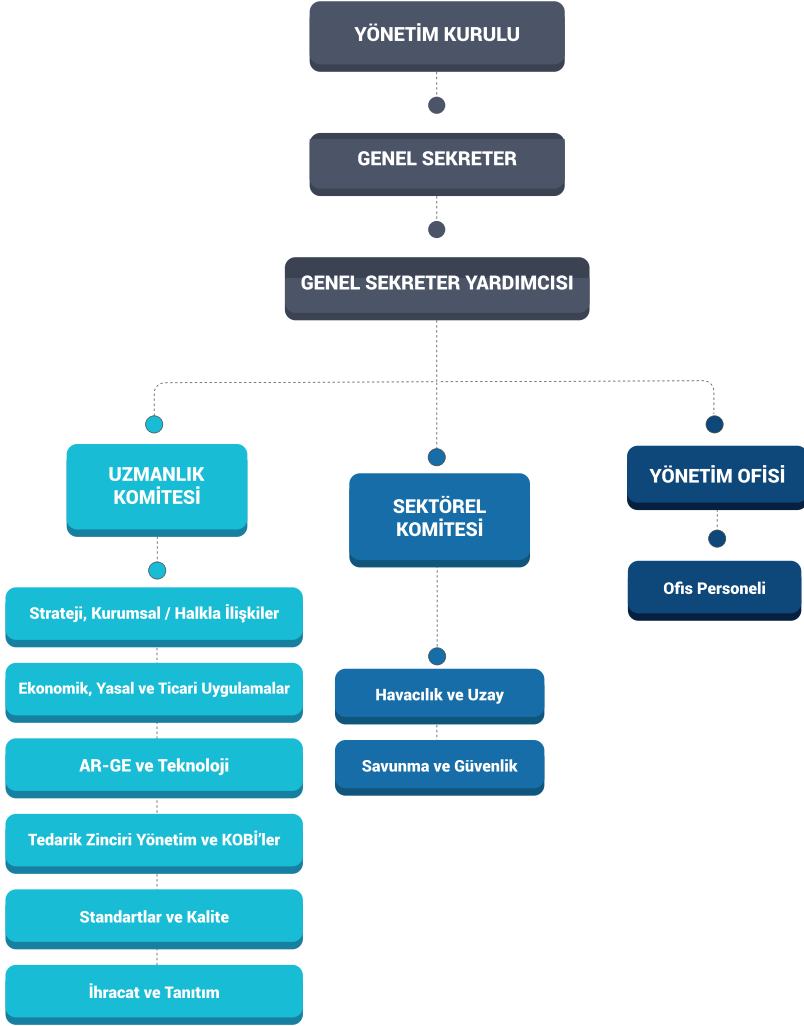 YÖNETİM KURULU
GENEL SEKRETER
GENEL SEKRETER YARDIMCISI
UZMANLIK
KOMİTESİ
Strateji, Kurumsal / Halkla İlişkiler
Ekonomik, Yasal ve Ticari Uygulamalar
AR-GE ve Teknoloji
Tedarik Zinciri Yönetim ve KOBİ’ler
Standartlar ve Kalite
İhracat ve Tanıtım
SEKTÖREL
KOMİTESİ
Havacılık ve Uzay
Savunma ve Güvenlik
YÖNETİM OFİSİ
Ofis Personeli